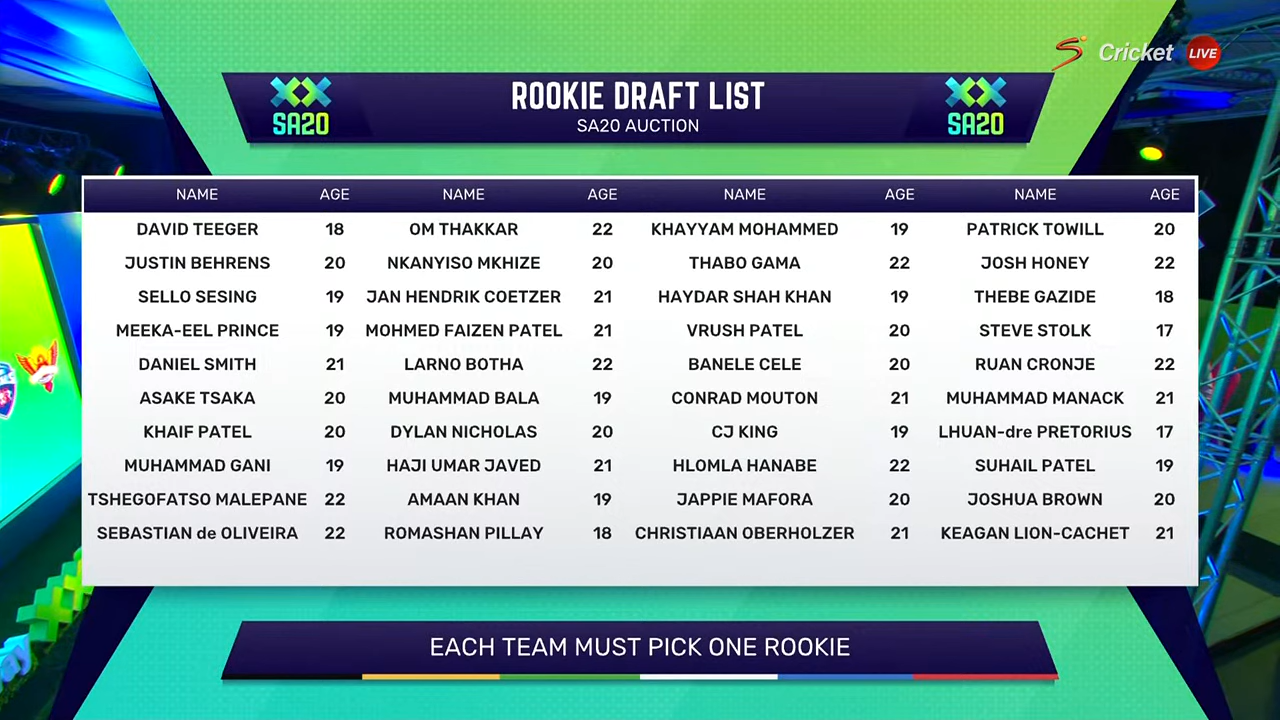 Cricket LIVE
ROOKIE DRAFT LIST
SA20 AUCTION
SA20
SA20
NAME AGE NAME AGE NAME AGE NAME AGE
DAVID TEEGER 18 OM THAKKAR 22 KHAYYAM MOHAMMED 19 PATRICK TOWILL 20
JUSTIN BEHRENS 20 NKANYISO MKHIZE 20 THABO GAMA 22 JOSH HONEY 22
SELLO SESING 19 JAN HENDRIK COETZER 21 HAYDAR SHAH KHAN 19 THEBE GAZIDE 18
MEEKA-EEL PRINCE 19 MOHMED FAIZEN PATEL 21 VRUSH PATEL 20 STEVE STOLK 17
DANIEL SMITH 21 LARNO BOTHA 22 BANELE CELE 20 RUAN CRONJE 22
ASAKE TSAKA 20 MUHAMMAD BALA 19 CONRAD MOUTON 21 MUHAMMAD MANACK 21
KHAIF PATEL 20 DYLAN NICHOLAS 20 CJ KING 19 LHUAN-dre PRETORIUS 17
MUHAMMAD GANI 19 HAJI UMAR JAVED 21 HLOMLA HANABE 22 SUHAIL PATEL 19
TSHEGOFATSO MALEPANE 22 AMAAN KHAN 19 JAPPIE MAFORA 20 JOSHUA BROWN 20
SEBASTIAN de OLIVEIRA 22 ROMASHAN PILLAY 18 CHRISTIAAN OBERHOLZER 21 KEAGAN LION-CACHET 21
EACH TEAM MUST PICK ONE ROOKIE